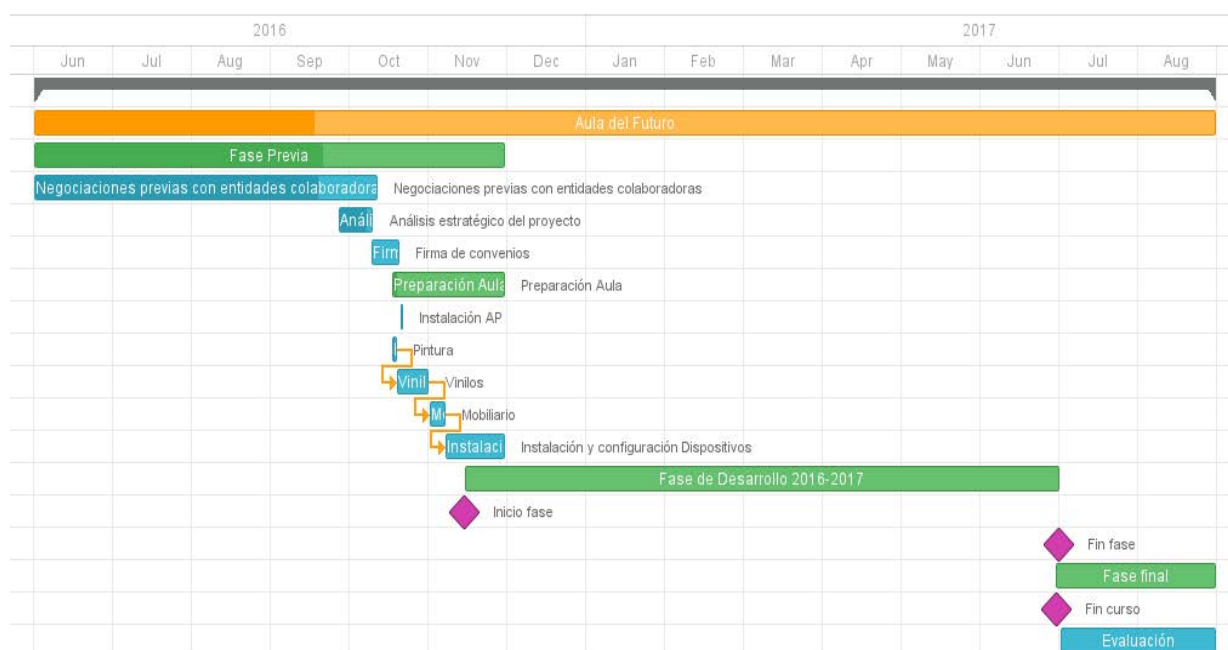 2016 2017
Jun Jul Aug Sep Oct Nov Dec Jan Feb Mar Apr May Jun Jul Aug
Aula del Futuro
Fase Previa
Negociaciones previas con entidades colaboradora Negociaciones previas con entidades colaboradoras
Análi Análisis estratégico del proyecto
Firm Firma de convenios
Preparación Aula Preparación Aula
Instalación AP
Pintura
Vinil Vinilos
Mo Mobiliario
Instalaci Instalación y configuración Dispositivos
Fase de Desarrollo 2016-2017
Inicio fase
Fin fase
Fase final
Fin curso
Evaluación